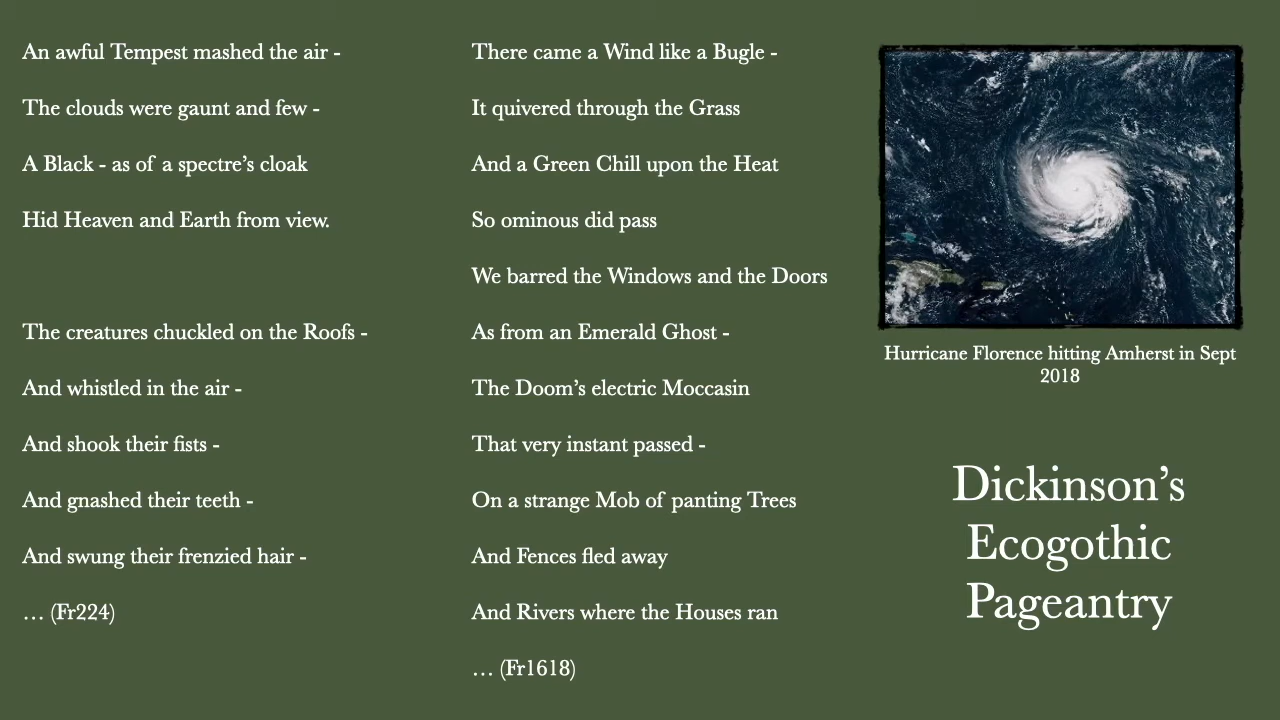 An awful Tempest mashed the air -
The clouds were gaunt and few -
A Black - as of a spectre’s cloak
Hid Heaven and Earth from view.
The creatures chuckled on the Roofs -
And whistled in the air -
And shook their fists -
And gnashed their teeth -
And swung their frenzied hair -
… (Fr224)
There came a Wind like a Bugle -
It quivered through the Grass
And a Green Chill upon the Heat
So ominous did pass
We barred the Windows and the Doors
As from an Emerald Ghost -
The Doom’s electric Moccasin
That very instant passed -
On a strange Mob of panting Trees
And Fences fled away
And Rivers where the Houses ran
… (Fr1618)
Hurricane Florence hitting Amherst in Sept
2018
Dickinson’s
Ecogothic
Pageantry